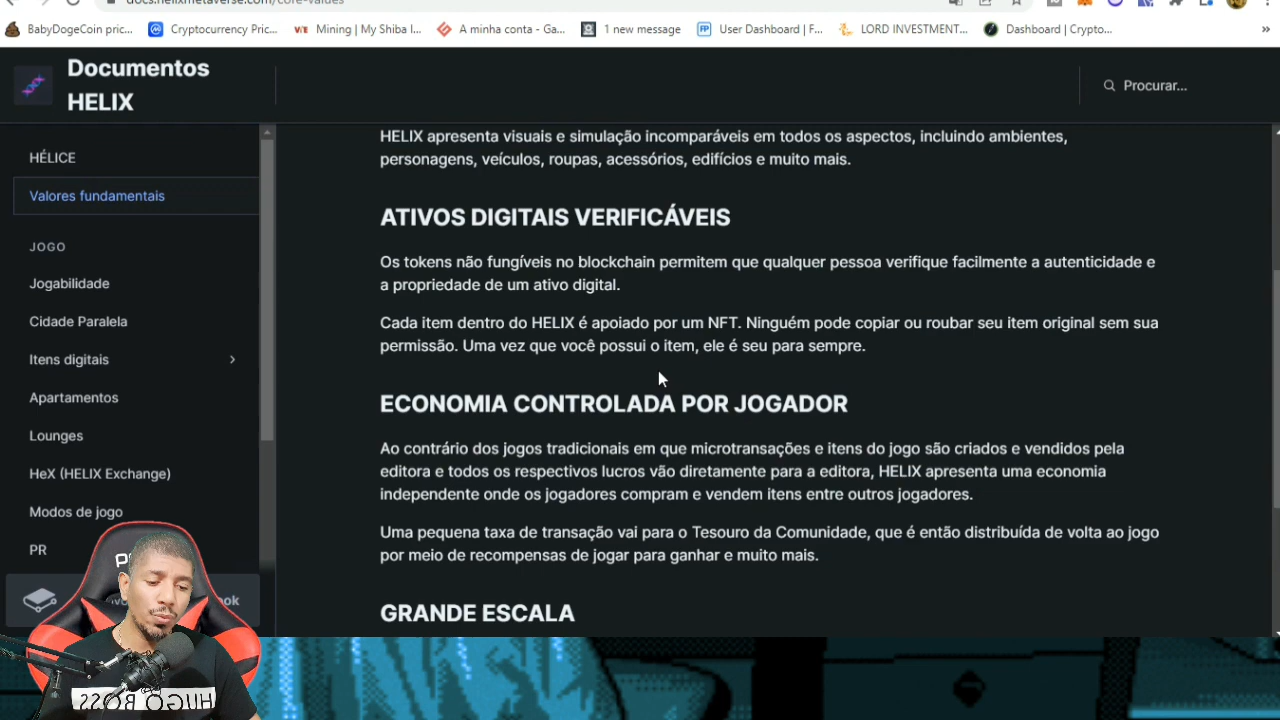 docs.helixmetaverse.com/core-values
BabyDogeCoin pric...
Cryptocurrency Pric...
Mining | My Shiba I...
A minha conta - Ga...
1 new message
User Dashboard | F...
LORD INVESTMENT...
Dashboard | Crypto...
»
Documentos
HELIX
Procurar...
HÉLICE
Valores fundamentais
JOGO
Jogabilidade
Cidade Paralela
Itens digitais
Apartamentos
Lounges
HeX (HELIX Exchange)
Modos de jogo
PR
HELIX apresenta visuais e simulação incomparáveis em todos os aspectos, incluindo ambientes,
personagens, veículos, roupas, acessórios, edifícios e muito mais.
ATIVOS DIGITAIS VERIFICÁVEIS
Os tokens não fungíveis no blockchain permitem que qualquer pessoa verifique facilmente a autenticidade e
a propriedade de um ativo digital.
Cada item dentro do HELIX é apoiado por um NFT. Ninguém pode copiar ou roubar seu item original sem sua
permissão. Uma vez que você possui o item, ele é seu para sempre.
ECONOMIA CONTROLADA POR JOGADOR
Ao contrário dos jogos tradicionais em que microtransações e itens do jogo são criados e vendidos pela
editora e todos os respectivos lucros vão diretamente para a editora, HELIX apresenta uma economia
independente onde os jogadores compram e vendem itens entre outros jogadores.
Uma pequena taxa de transação vai para o Tesouro da Comunidade, que é então distribuída de volta ao jogo
por meio de recompensas de jogar para ganhar e muito mais.
GRANDE ESCALA
HUGO BOSS